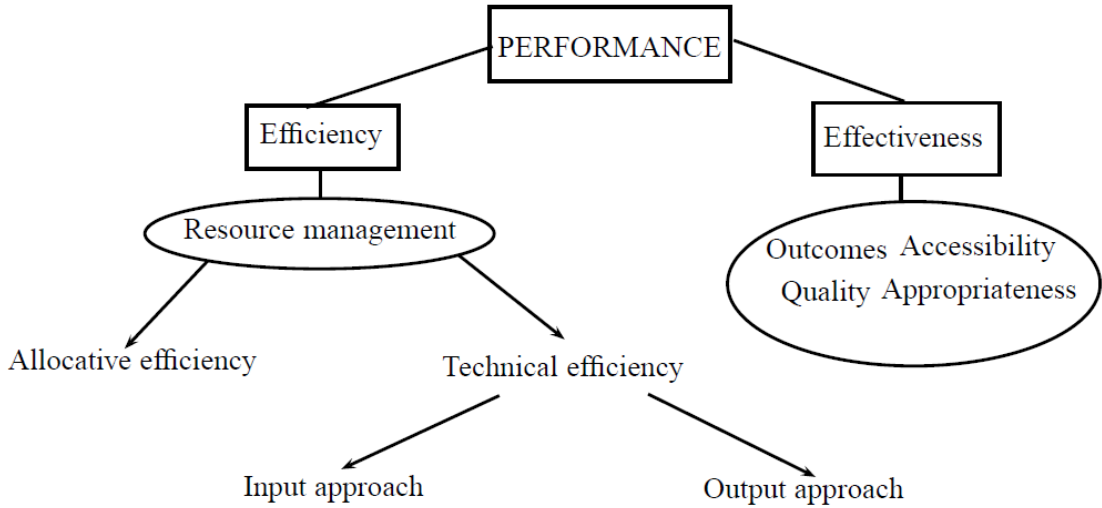 PERFORMANCE
Efficiency
Effectiveness
Resource management
Outcomes Accessibility
Quality Appropriateness
Allocative efficiency
Technical efficiency
Input approach
Output approach